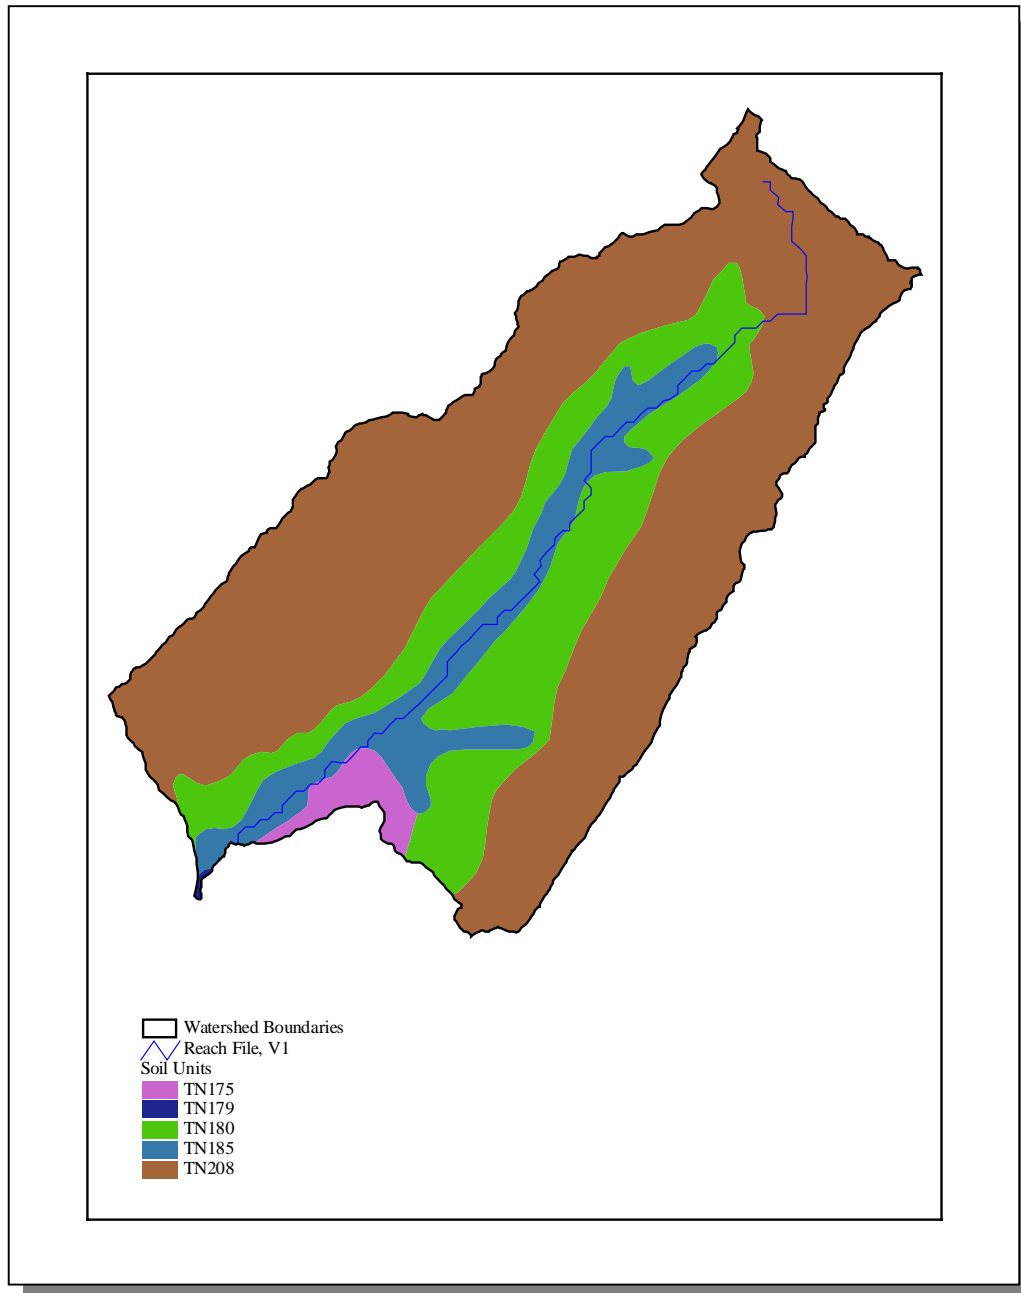 Watershed Boundaries
Reach File, V1
Soil Units
TN175
TN179
TN180
TN185
TN208